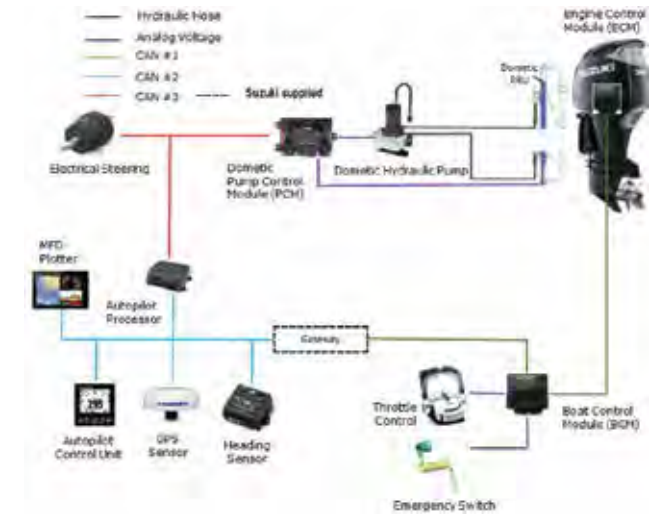 Hydraulic Hose
Analog Voltage
CAN #1
CAN #2
CAN #3
Suzuki supplied
Engine Control
Module (ECM)
Dometic
SUZUKI
Electrical Steering
Dometic
Pump Control
Module (PCM)
Dometic Hydraulic Pump
MFD
Plotter
Autopilot
Processor
Gateway
Autopilot
Control Unit
GPS
Sensor
Heading
Sensor
Throttle
Control
Boat Control
Module (BCM)
Emergency Switch